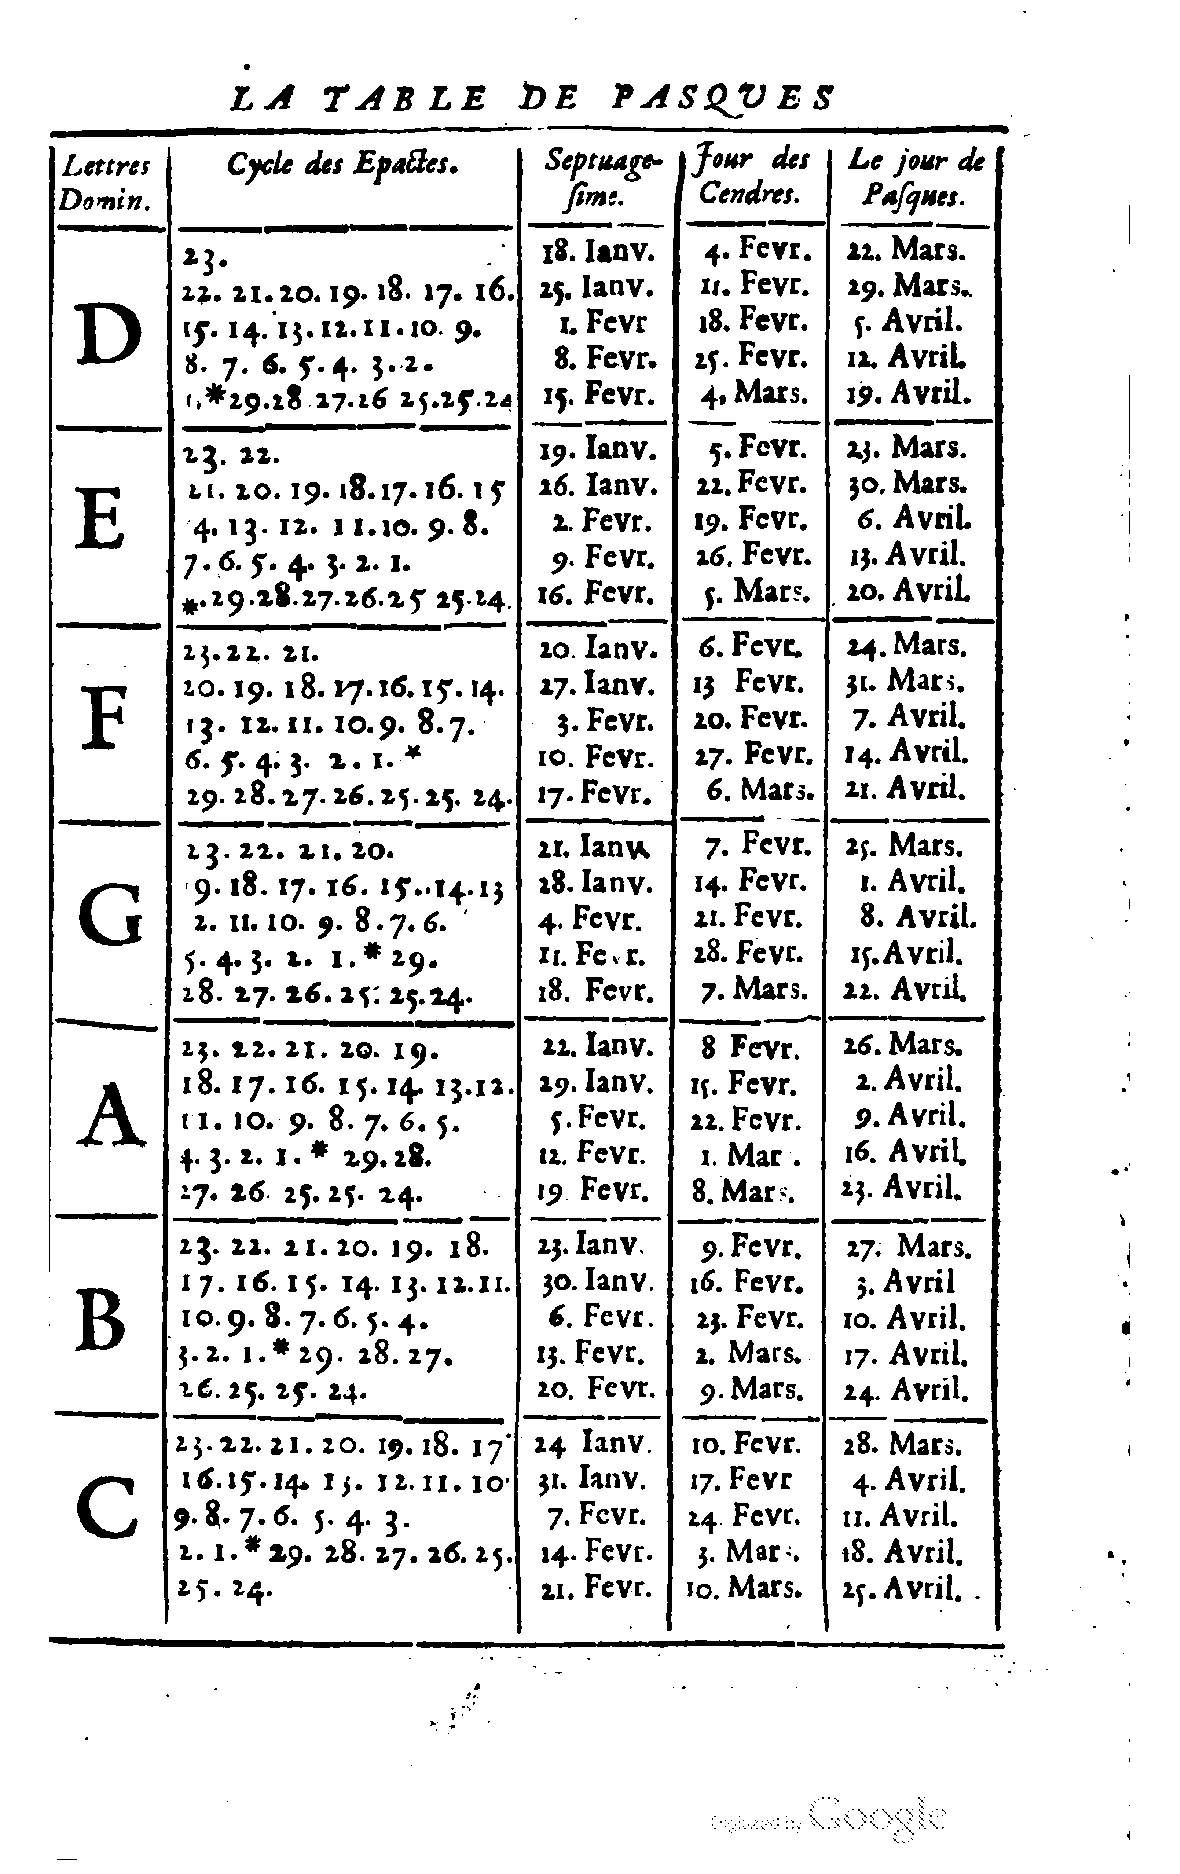 LA TABLE DE PASQUES
Lettres Domin. | Cycle des Epactes. | Septuage-ſime. | Jour des Cendres. | Le jour de Paſques.
D
23. | 18. Ianv. | 4. Fevr. | 22. Mars.
22. 21. 20. 19. 18. 17. 16. | 25. Ianv. | 11. Fevr. | 29. Mars.
15. 14. 13. 12. 11. 10. 9. | 1. Fevr | 18. Fevr. | 5. Avril.
8. 7. 6. 5. 4. 3. 2. | 8. Fevr. | 25. Fevr. | 12. Avril.
1. * 29. 28 27. 26 25. 25. 24 | 15. Fevr. | 4, Mars. | 19. Avril.
E
23. 22. | 19. Ianv. | 5. Fevr. | 23. Mars.
21. 20. 19. 18. 17. 16. 15 | 26. Ianv. | 22. Fevr. | 30. Mars.
4. 13. 12. 11. 10. 9. 8. | 2. Fevr. | 19. Fevr. | 6. Avril.
7. 6. 5. 4. 3. 2. 1. | 9. Fevr. | 26. Fevr. | 13. Avril.
*. 29. 28. 27. 26. 25 25. 24. | 16. Fevr. | 5. Mars. | 20. Avril.
F
23. 22. 21. | 20. Ianv. | 6. Fevr. | 24. Mars.
20. 19. 18. 17. 16. 15. 14. | 27. Ianv. | 13 Fevr. | 31. Mars.
13. 12. 11. 10. 9. 8. 7. | 3. Fevr. | 20. Fevr. | 7. Avril.
6. 5. 4. 3. 2. 1. * | 10. Fevr. | 27. Fevr. | 14. Avril.
29. 28. 27. 26. 25. 25. 24. | 17. Fevr. | 6. Mars. | 21. Avril.
G
23. 22. 21. 20. | 21. Ianv. | 7. Fevr. | 25. Mars.
9. 18. 17. 16. 15. 14. 13 | 28. Ianv. | 14. Fevr. | 1. Avril.
2. 11. 10. 9. 8. 7. 6. | 4. Fevr. | 21. Fevr. | 8. Avril.
5. 4. 3. 2. 1. * 29. | 11. Fevr. | 28. Fevr. | 15. Avril.
28. 27. 26. 25. 25. 24. | 18. Fevr. | 7. Mars. | 22. Avril.
A
23. 22. 21. 20. 19. | 22. Ianv. | 8 Fevr. | 26. Mars.
18. 17. 16. 15. 14. 13. 12. | 29. Ianv. | 15. Fevr. | 2. Avril.
11. 10. 9. 8. 7. 6. 5. | 5. Fevr. | 22. Fevr. | 9. Avril.
4. 3. 2. 1. * 29. 28. | 12. Fevr. | 1. Mar . | 16. Avril.
27. 26 25. 25. 24. | 19 Fevr. | 8. Mars. | 23. Avril.
B
23. 22. 21. 20. 19. 18. | 23. Ianv. | 9. Fevr. | 27. Mars.
17. 16. 15. 14. 13. 12. 11. | 30. Ianv. | 16. Fevr. | 3. Avril
10. 9. 8. 7. 6. 5. 4. | 6. Fevr. | 23. Fevr. | 10. Avril.
3. 2. 1. * 29. 28. 27. | 13. Fevr. | 2. Mars. | 17. Avril.
26. 25. 25. 24. | 20. Fevr. | 9. Mars. | 24. Avril.
C
23. 22. 21. 20. 19. 18. 17 | 24 Ianv. | 10. Fevr. | 28. Mars.
16. 15. 14. 13. 12. 11. 10 | 31. Ianv. | 17. Fevr | 4. Avril.
9. 8. 7. 6. 5. 4. 3. | 7. Fevr. | 24 Fevr. | 11. Avril.
2. 1. * 29. 28. 27. 26. 25. | 14. Fevr. | 3. Mars. | 18. Avril.
25. 24. | 21. Fevr. | 10. Mars. | 25. Avril.
Digitized by Google